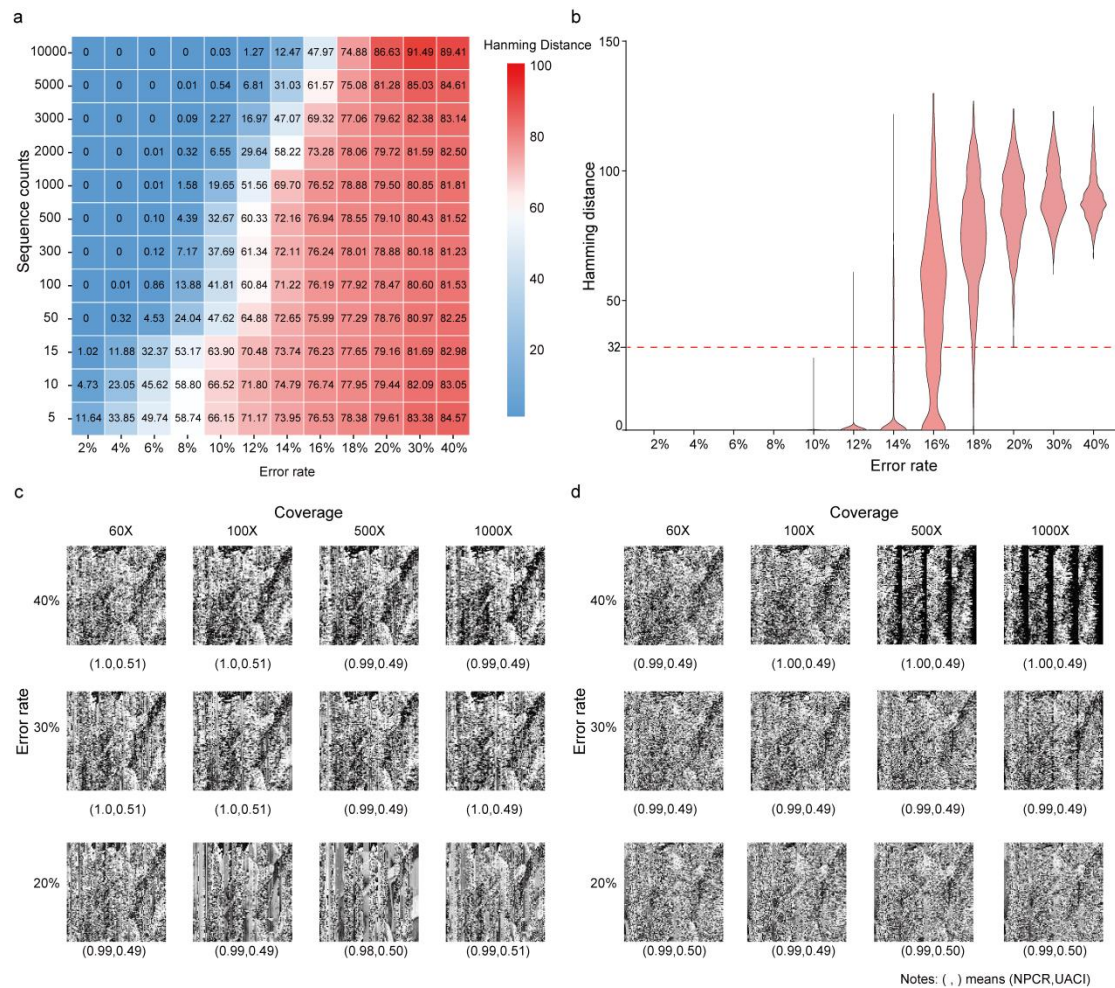 a
Hanming Distance
Sequence counts
10000 0 0 0 0 0.03 1.27 12.47 47.97 74.88 86.63 91.49 89.41
5000 0 0 0 0.01 0.54 6.81 31.03 61.57 75.08 81.28 85.03 84.61
3000 0 0 0 0.09 2.27 16.97 47.07 69.32 77.06 79.62 82.38 83.14
2000 0 0 0.01 0.32 6.55 29.64 58.22 73.28 78.06 79.72 81.59 82.50
1000 0 0 0.01 1.58 19.65 51.56 69.70 76.52 78.88 79.50 80.85 81.81
500 0 0 0.10 4.39 32.67 60.33 72.16 76.94 78.55 79.10 80.43 81.52
300 0 0 0.12 7.17 37.69 61.34 72.11 76.24 79.01 78.88 80.18 81.23
100 0 0.01 0.86 13.88 41.81 60.84 71.22 76.19 77.92 78.47 80.60 81.53
50 0 0.32 4.53 24.04 47.62 64.88 72.65 75.99 77.29 78.76 80.97 82.25
15 1.02 11.88 32.37 53.17 63.90 70.48 73.74 76.23 77.65 79.16 81.69 82.98
10 4.73 23.05 45.62 58.80 66.52 71.80 74.79 76.74 77.95 79.44 82.09 83.05
5 11.64 33.85 49.74 58.74 66.15 71.17 73.95 76.53 78.38 79.61 83.38 84.57
2% 4% 6% 8% 10% 12% 14% 16% 18% 20% 30% 40%
Error rate
100
80
60
40
20
b
Hamming distance
150
100
50
32
0
2% 4% 6% 8% 10% 12% 14% 16% 18% 20% 30% 40%
Error rate
c
Coverage
60X 100X 500X 1000X
Error rate
40%
(1.0,0.51) (1.0,0.51) (0.99,0.49) (0.99,0.49)
30%
(1.0,0.51) (1.0,0.51) (0.99,0.49) (1.0,0.49)
20%
(0.99,0.49) (0.99,0.49) (0.98,0.50) (0.99,0.51)
d
Coverage
60X 100X 500X 1000X
Error rate
40%
(0.99,0.49) (1.00,0.49) (1.00,0.49) (1.00,0.49)
30%
(0.99,0.49) (0.99,0.49) (0.99,0.49) (0.99,0.49)
20%
(0.99,0.50) (0.99,0.49) (0.99,0.50) (0.99,0.50)
Notes: ( , ) means (NPCR,UACI)